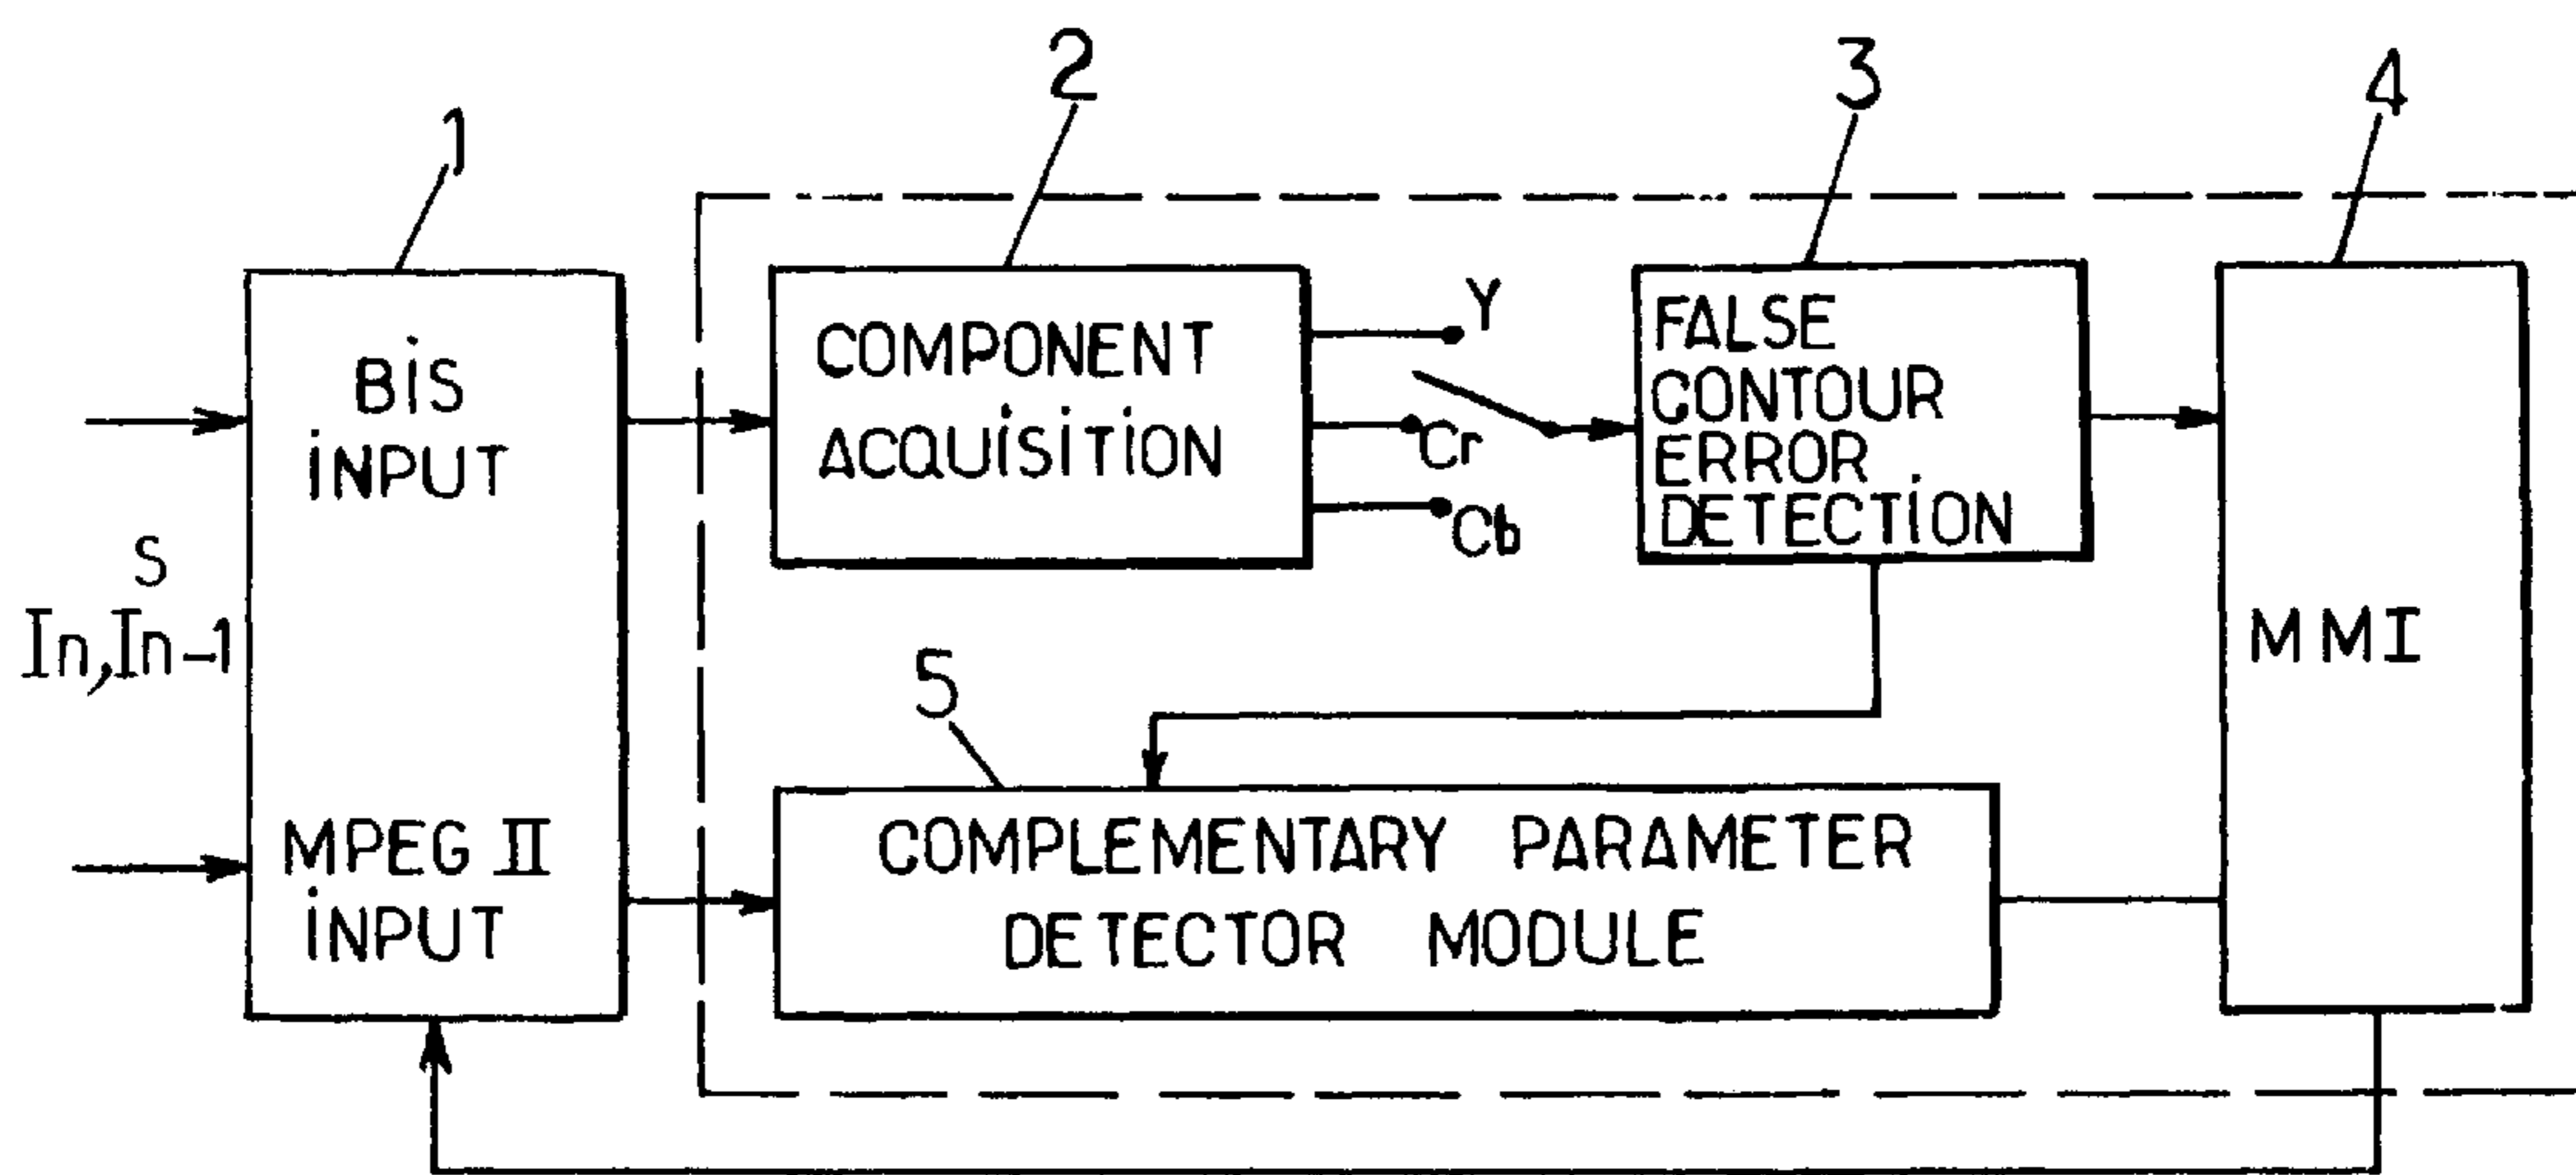 1
2
3
4
BiS
iNPUT
S
In, In-1
MPEG II
iNPUT
COMPONENT
ACQUiSiTiON
Y
Cr
Cb
FALSE
CONTOUR
ERROR
DETECTiON
MMI
5
COMPLEMENTARY PARAMETER
DETECTOR MODULE